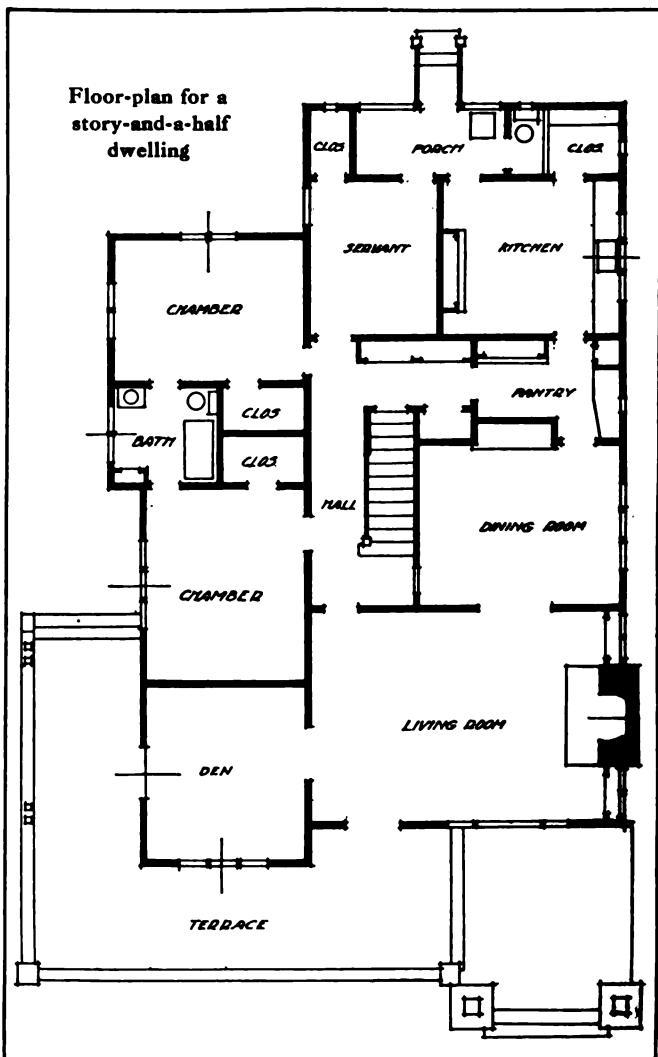 Floor-plan for a
story-and-a-half
dwelling
CLOS
PORCH
CLOS.
SERVANT
KITCHEN
CHAMBER
PANTRY
CLOS
BATH
CLOS.
HALL
DINING ROOM
CHAMBER
LIVING ROOM
DEN
TERRACE